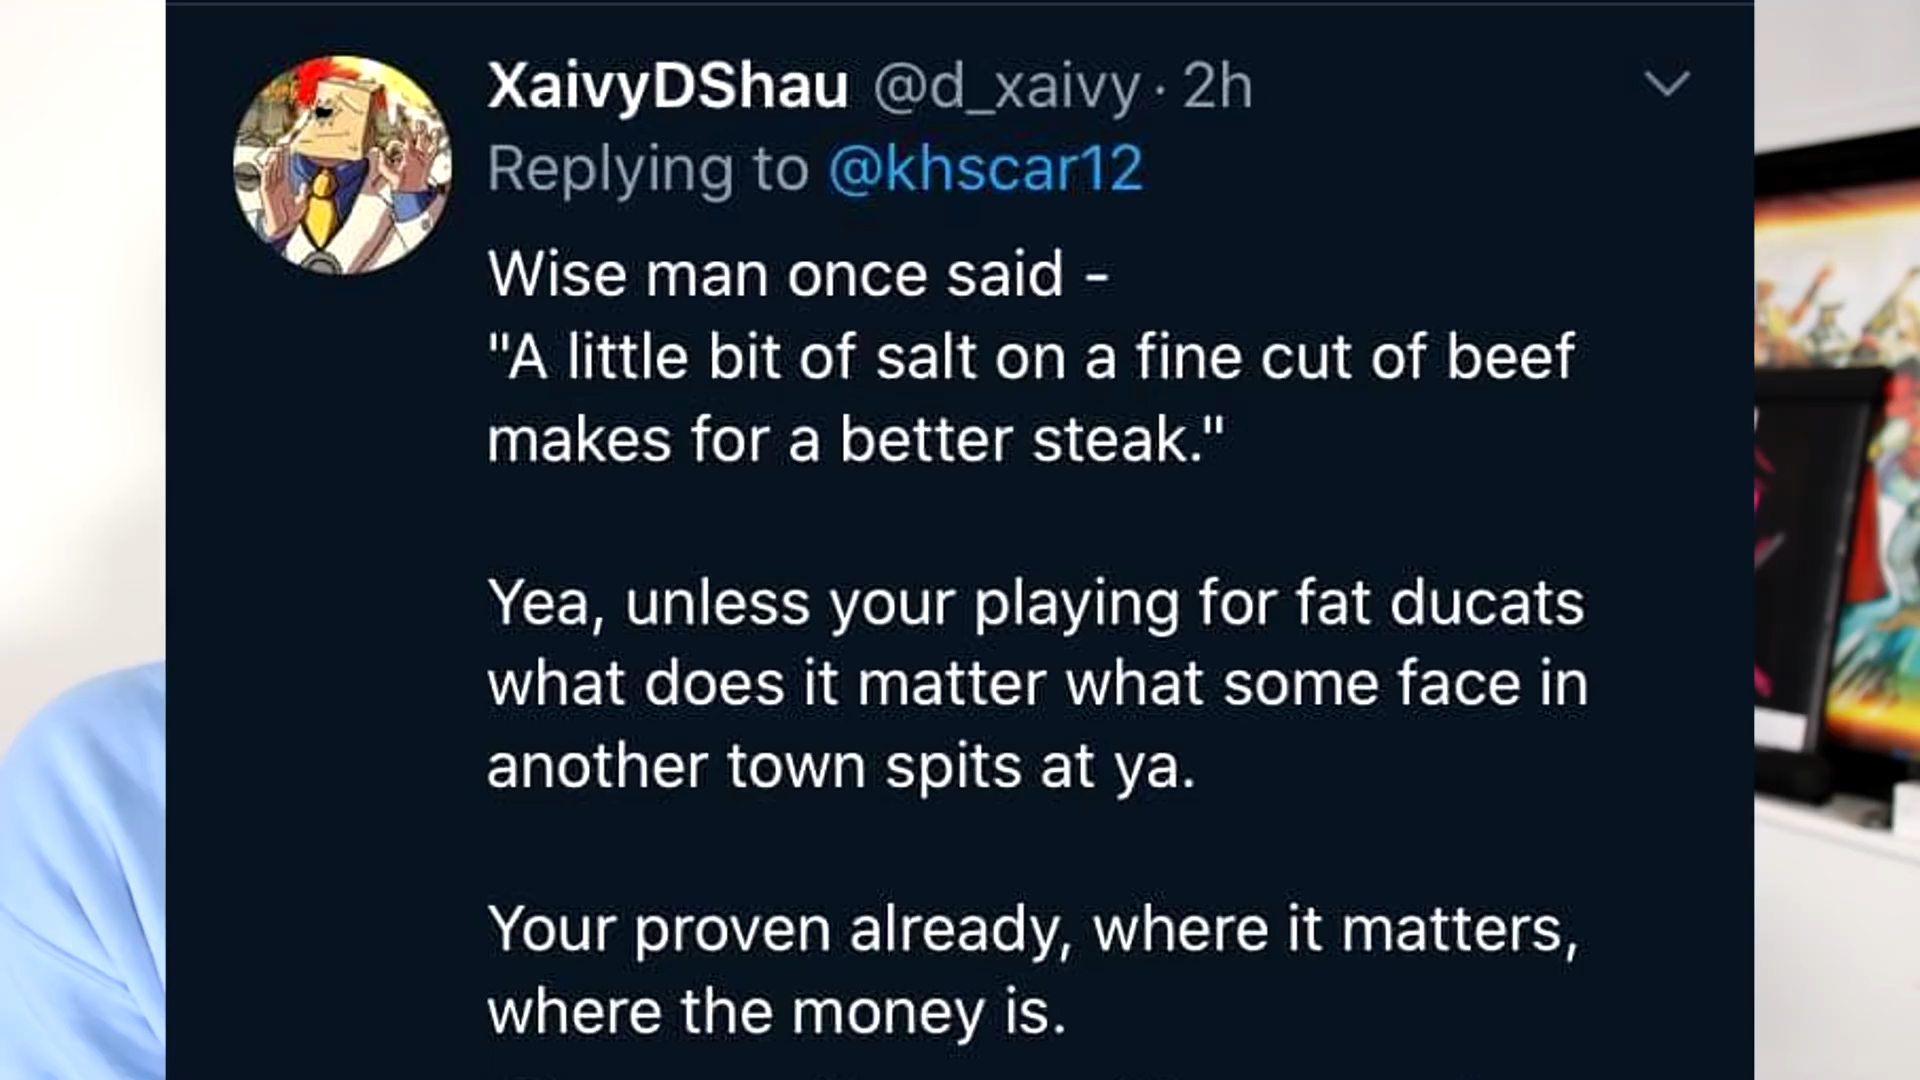 XaivyDShau @d_xaivy · 2h
Replying to @khscar12
Wise man once said -
"A little bit of salt on a fine cut of beef
makes for a better steak."
Yea, unless your playing for fat ducats
what does it matter what some face in
another town spits at ya.
Your proven already, where it matters,
where the money is.